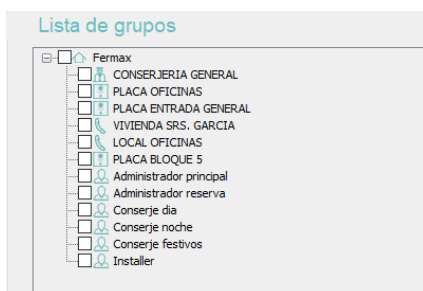 Lista de grupos
Fermax
CONSERJERIA GENERAL
PLACA OFICINAS
PLACA ENTRADA GENERAL
VIVIENDA SRS. GARCIA
LOCAL OFICINAS
PLACA BLOQUE 5
Administrador principal
Administrador reserva
Conserje dia
Conserje noche
Conserje festivos
Installer